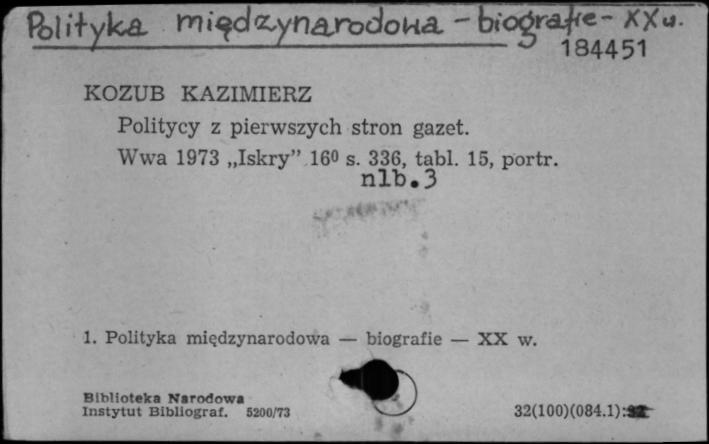 Polityka międzynarodowa - biografie - XX w.
184451
KOZUB KAZIMIERZ
Politycy z pierwszych stron gazet.
Wwa 1973 „Iskry” 16⁰ s. 336, tabl. 15, portr.
nlb.3
1. Polityka międzynarodowa — biografie — XX w.
Biblioteka Narodowa
Instytut Bibliograf. 5200/73
32(100)(084.1):